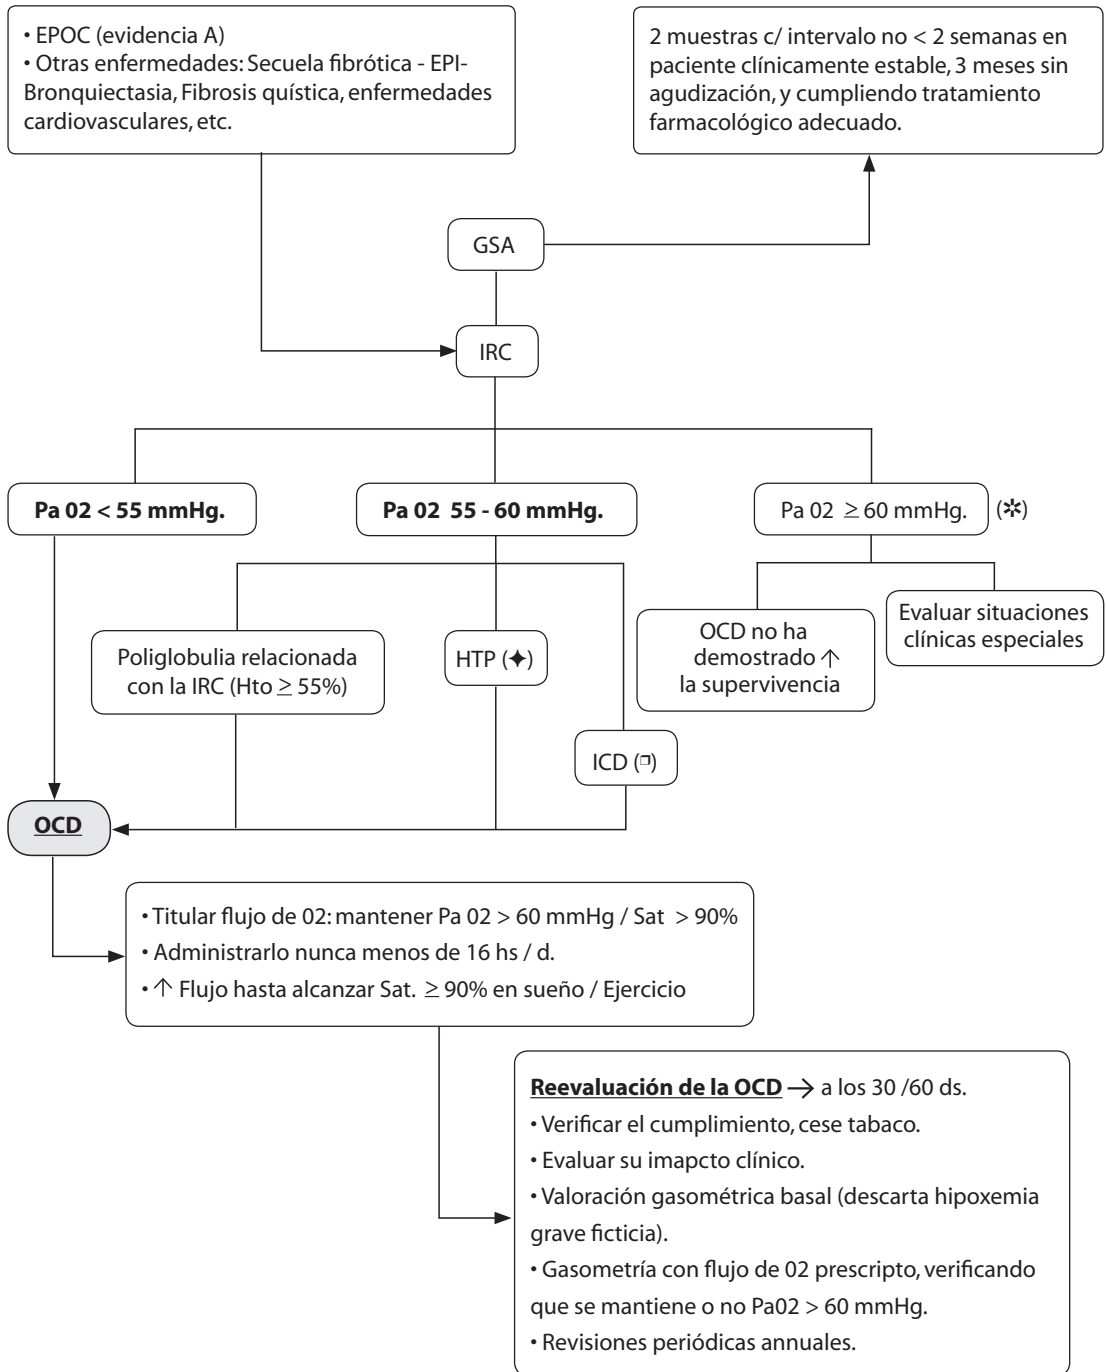 • EPOC (evidencia A)
• Otras enfermedades: Secuela fibrótica - EPI-
Bronquiectasia, Fibrosis quística, enfermedades
cardiovasculares, etc.
2 muestras c/ intervalo no < 2 semanas en
paciente clínicamente estable, 3 meses sin
agudización, y cumpliendo tratamiento
farmacológico adecuado.
GSA
IRC
Pa 02 < 55 mmHg.
Pa 02 55 - 60 mmHg.
Pa 02 ≥ 60 mmHg. (✲)
Poliglobulia relacionada
con la IRC (Hto ≥ 55%)
HTP (✦)
ICD (❐)
OCD no ha
demostrado ↑
la supervivencia
Evaluar situaciones
clínicas especiales
OCD
• Titular flujo de 02: mantener Pa 02 > 60 mmHg / Sat > 90%
• Administrarlo nunca menos de 16 hs / d.
• ↑ Flujo hasta alcanzar Sat. ≥ 90% en sueño / Ejercicio
Reevaluación de la OCD → a los 30 /60 ds.
• Verificar el cumplimiento, cese tabaco.
• Evaluar su imapcto clínico.
• Valoración gasométrica basal (descarta hipoxemia
grave ficticia).
• Gasometría con flujo de 02 prescripto, verificando
que se mantiene o no Pa02 > 60 mmHg.
• Revisiones periódicas annuales.